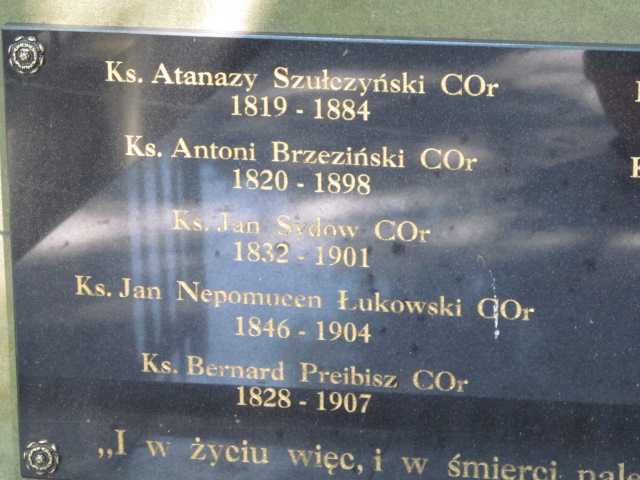 Ks. Atanazy Szułczyński COr
1819 - 1884
Ks. Antoni Brzeziński COr
1820 - 1898
Ks. Jan Sydow COr
1832 - 1901
Ks. Jan Nepomucen Łukowski COr
1846 - 1904
Ks. Bernard Preibisz COr
1828 - 1907
„I w życiu więc, i w śmierci